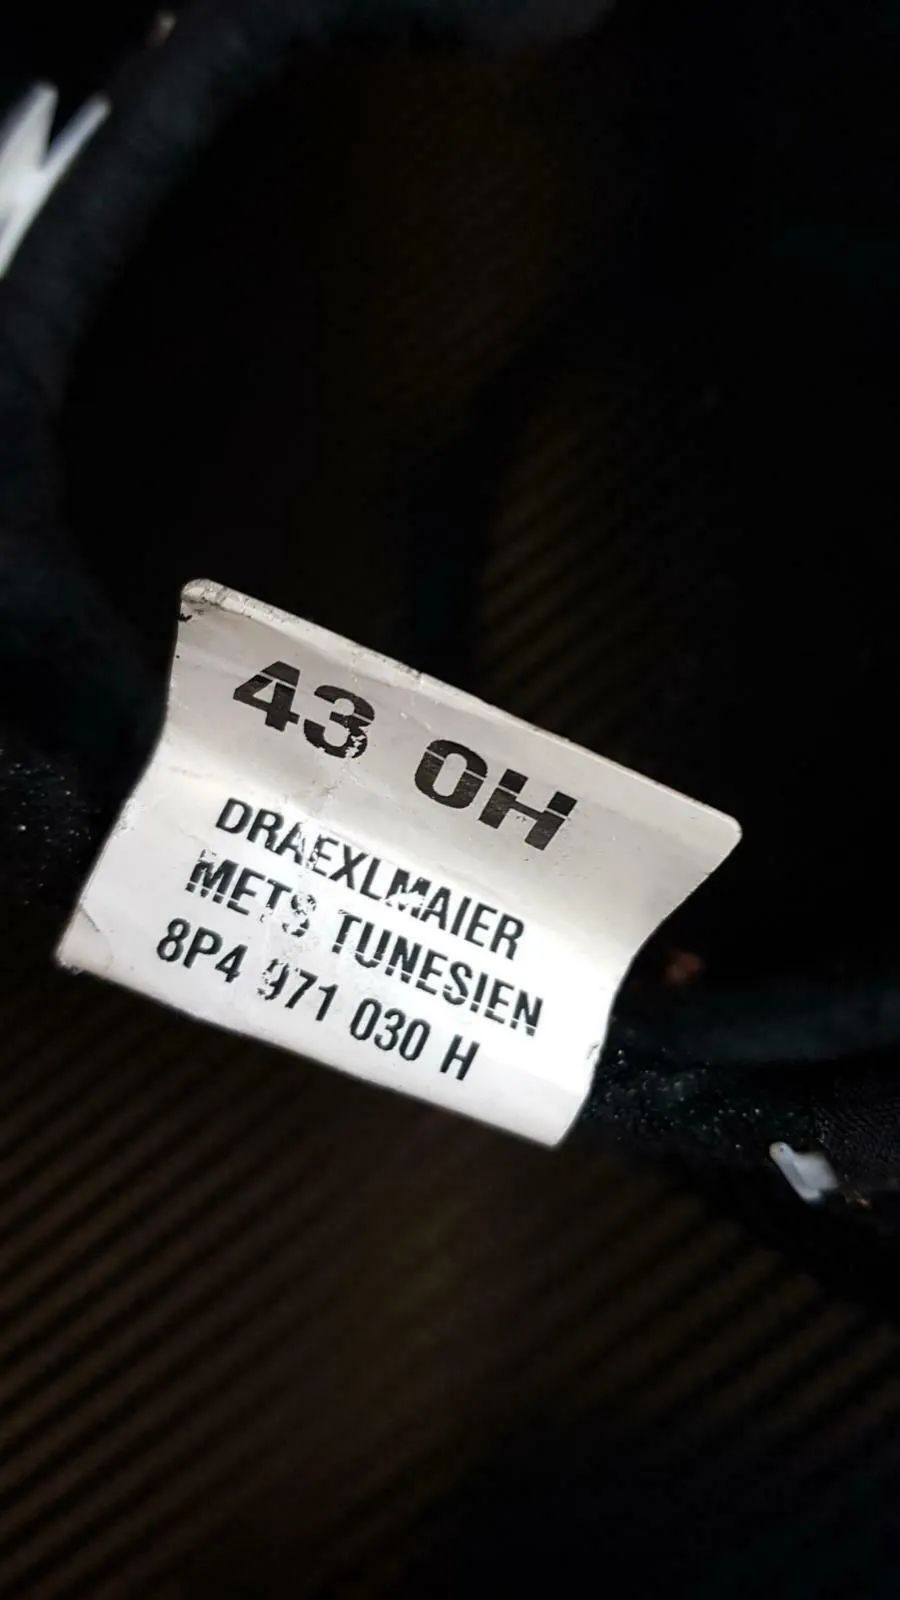 43 0H
DRAEXLMAIER
METS TUNESIEN
8P4 971 030 H